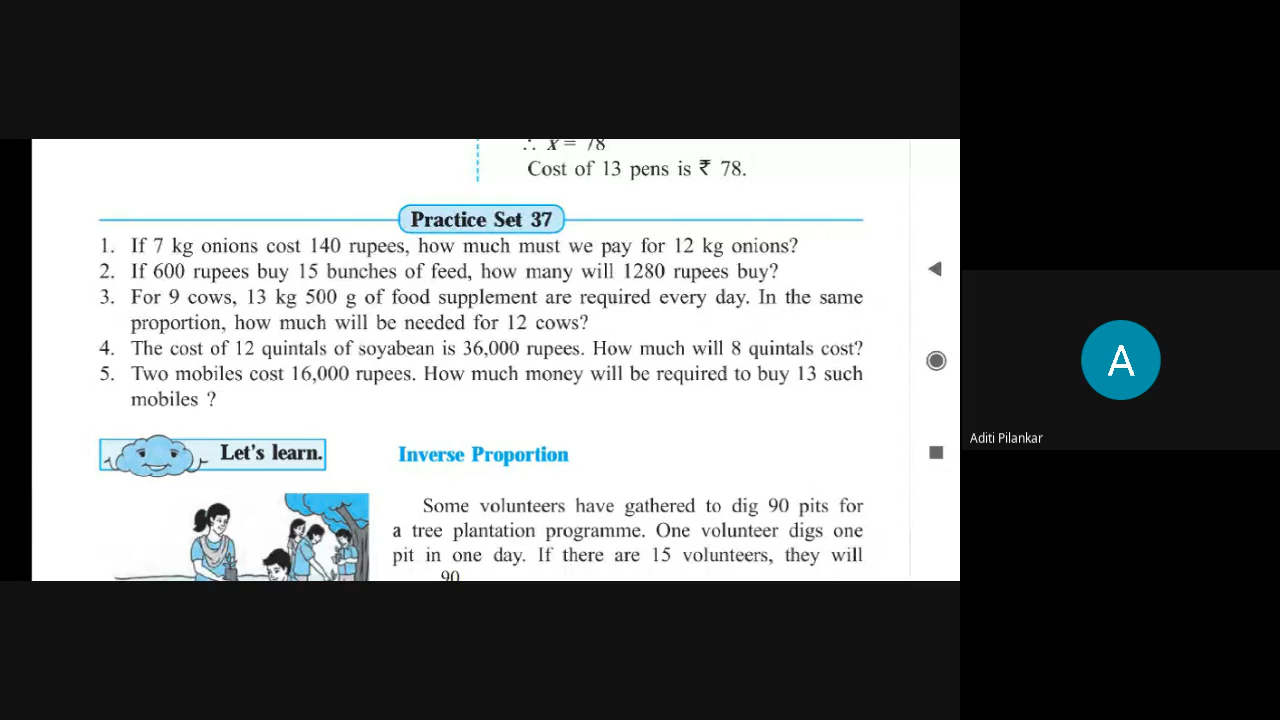 ∴ x = 78
Cost of 13 pens is ₹ 78.
Practice Set 37
1. If 7 kg onions cost 140 rupees, how much must we pay for 12 kg onions?
2. If 600 rupees buy 15 bunches of feed, how many will 1280 rupees buy?
3. For 9 cows, 13 kg 500 g of food supplement are required every day. In the same
proportion, how much will be needed for 12 cows?
4. The cost of 12 quintals of soyabean is 36,000 rupees. How much will 8 quintals cost?
5. Two mobiles cost 16,000 rupees. How much money will be required to buy 13 such
mobiles ?
Let's learn.
Inverse Proportion
Some volunteers have gathered to dig 90 pits for
a tree plantation programme. One volunteer digs one
pit in one day. If there are 15 volunteers, they will
90
A
Aditi Pilankar